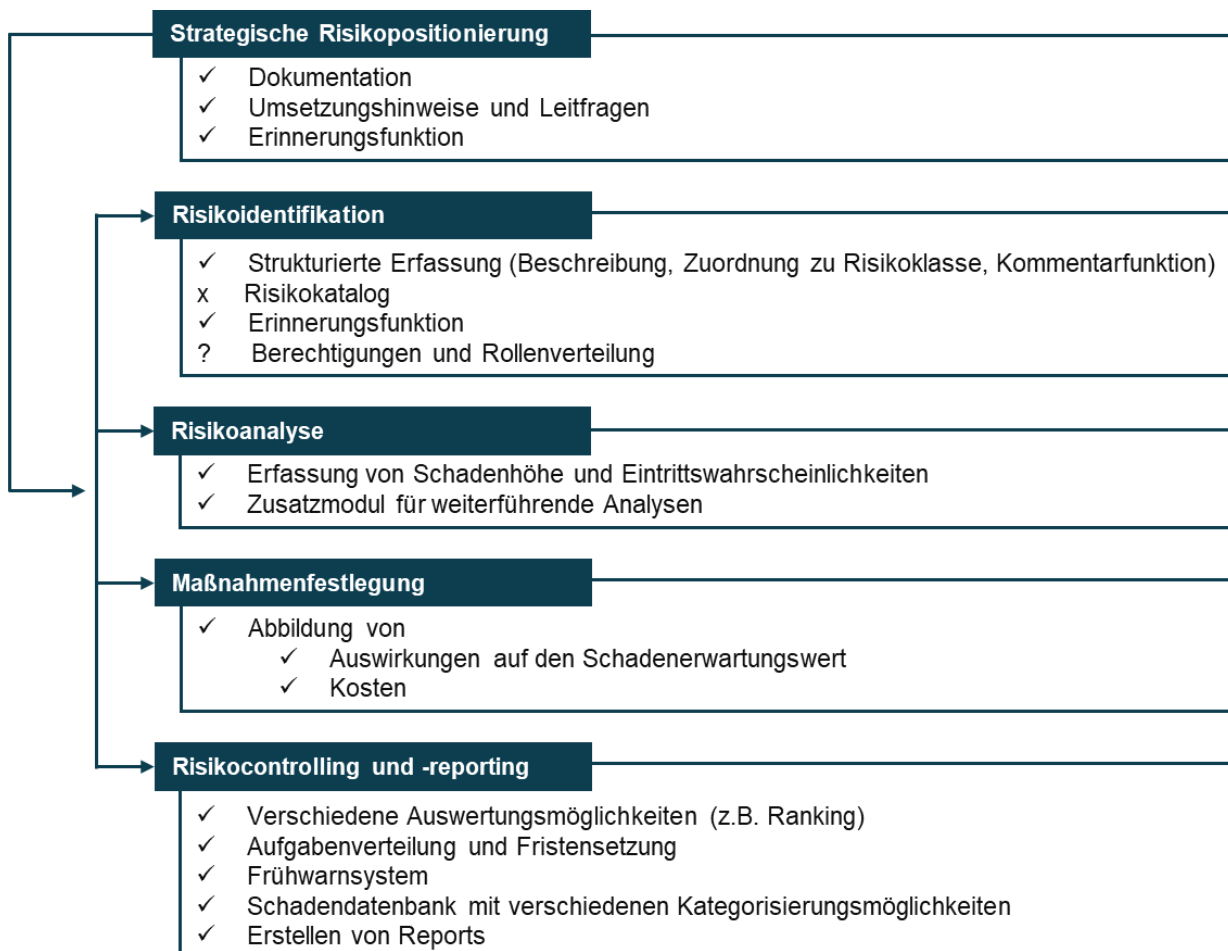 Strategische Risikopositionierung
✓ Dokumentation
✓ Umsetzungshinweise und Leitfragen
✓ Erinnerungsfunktion
Risikoidentifikation
✓ Strukturierte Erfassung (Beschreibung, Zuordnung zu Risikoklasse, Kommentarfunktion)
x Risikokatalog
✓ Erinnerungsfunktion
? Berechtigungen und Rollenverteilung
Risikoanalyse
✓ Erfassung von Schadenhöhe und Eintrittswahrscheinlichkeiten
✓ Zusatzmodul für weiterführende Analysen
Maßnahmenfestlegung
✓ Abbildung von
✓ Auswirkungen auf den Schadenerwartungswert
✓ Kosten
Risikocontrolling und -reporting
✓ Verschiedene Auswertungsmöglichkeiten (z.B. Ranking)
✓ Aufgabenverteilung und Fristensetzung
✓ Frühwarnsystem
✓ Schadendatenbank mit verschiedenen Kategorisierungsmöglichkeiten
✓ Erstellen von Reports